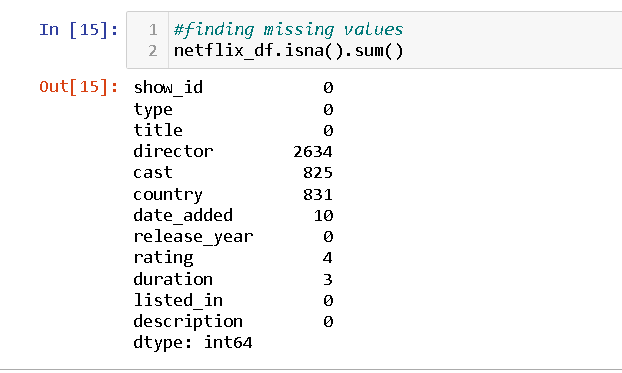 In [15]: 1 #finding missing values
2 netflix_df.isna().sum()
Out[15]: show_id 0
type 0
title 0
director 2634
cast 825
country 831
date_added 10
release_year 0
rating 4
duration 3
listed_in 0
description 0
dtype: int64